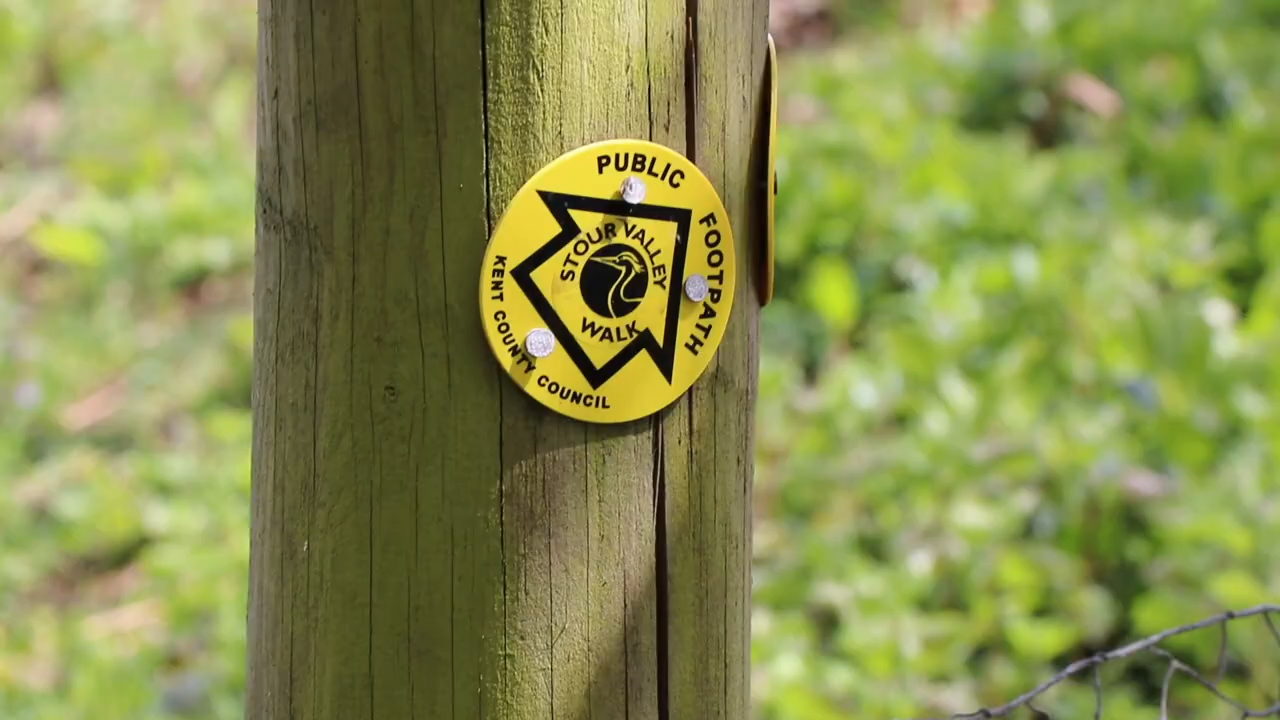 PUBLIC
FOOTPATH
STOUR VALLEY
WALK
KENT COUNTY COUNCIL